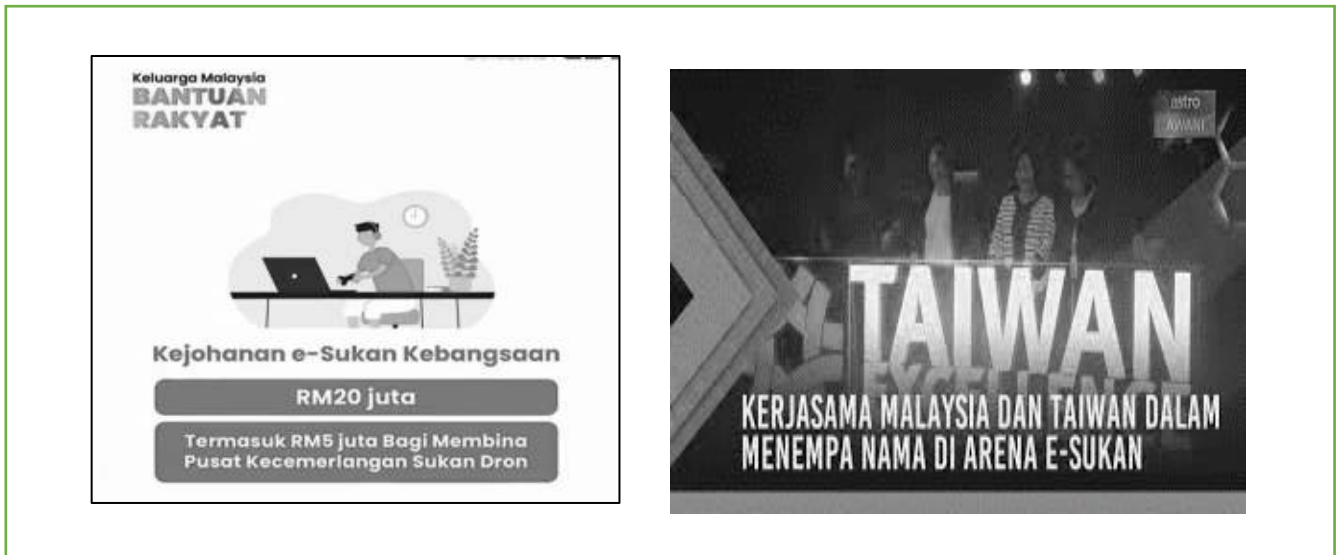 Keluarga Malaysia
BANTUAN
RAKYAT
Kejohanan e-Sukan Kebangsaan
RM20 juta
Termasuk RM5 juta Bagi Membina
Pusat Kecemerlangan Sukan Dron
astro
AWANI
TAIWAN
EXCELLENCE
KERJASAMA MALAYSIA DAN TAIWAN DALAM
MENEMPA NAMA DI ARENA E-SUKAN